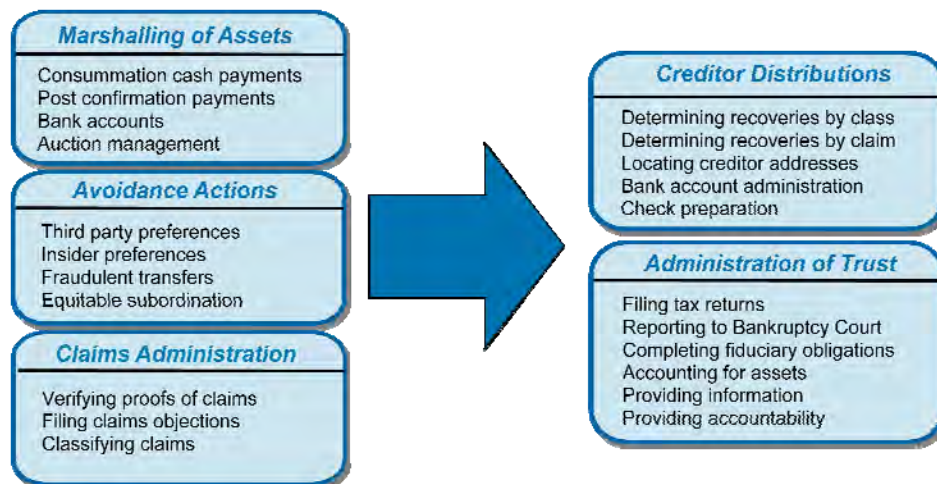 Marshalling of Assets
Consummation cash payments
Post confirmation payments
Bank accounts
Auction management
Avoidance Actions
Third party preferences
Insider preferences
Fraudulent transfers
Equitable subordination
Claims Administration
Verifying proofs of claims
Filing claims objections
Classifying claims
Creditor Distributions
Determining recoveries by class
Determining recoveries by claim
Locating creditor addresses
Bank account administration
Check preparation
Administration of Trust
Filing tax returns
Reporting to Bankruptcy Court
Completing fiduciary obligations
Accounting for assets
Providing information
Providing accountability